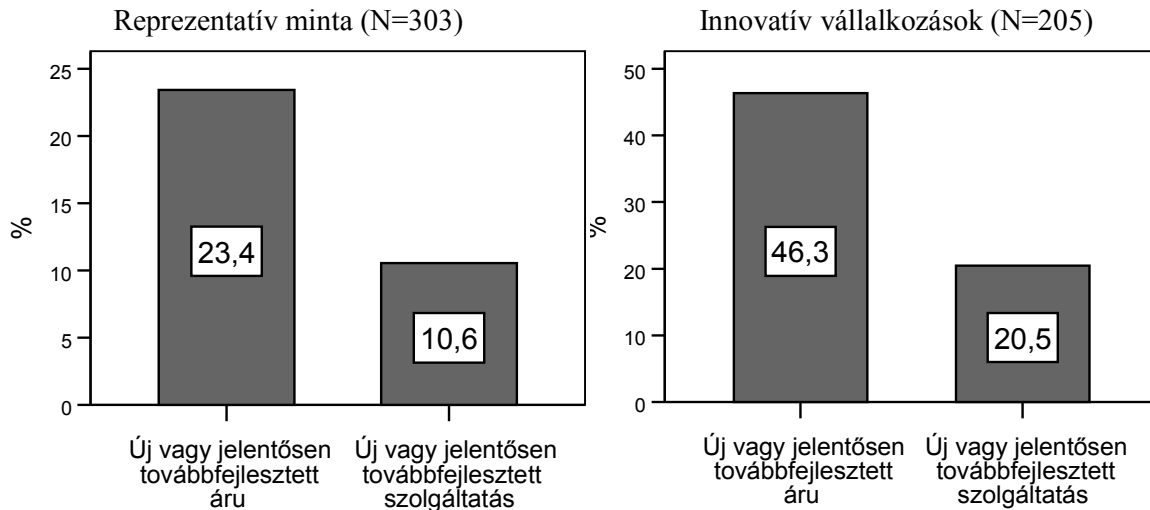 Reprezentatív minta (N=303)
25
20
15
10
5
0
%
23,4
10,6
Új vagy jelentősen
továbbfejlesztett
áru
Új vagy jelentősen
továbbfejlesztett
szolgáltatás
Innovatív vállalkozások (N=205)
50
40
30
20
10
0
%
46,3
20,5
Új vagy jelentősen
továbbfejlesztett
áru
Új vagy jelentősen
továbbfejlesztett
szolgáltatás